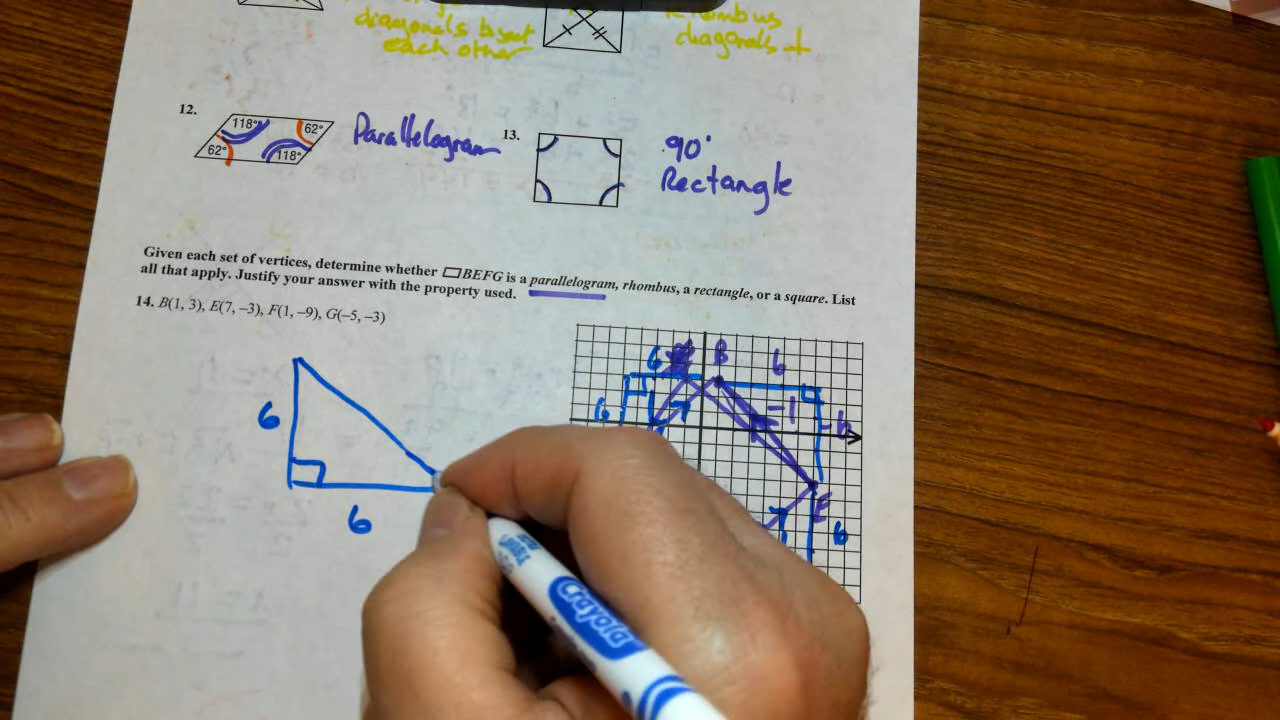 diagonals bisect
each other
Rhombus
diagonals ⊥
12.
118°
62°
62°
118°
Parallelogram
13.
90°
Rectangle
Given each set of vertices, determine whether ▱BEFG is a parallelogram, rhombus, a rectangle, or a square. List
all that apply. Justify your answer with the property used.
14. B(1, 3), E(7, –3), F(1, –9), G(–5, –3)
6
B
6
6
-1
E
6
6
6
Crayola